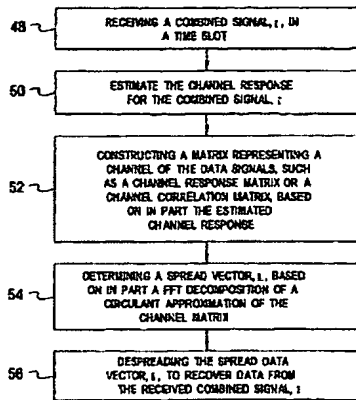 48
RECEIVING A COMBINED SIGNAL, r, IN
A TIME SLOT
50
ESTIMATE THE CHANNEL RESPONSE
FOR THE COMBINED SIGNAL, r
52
CONSTRUCTING A MATRIX REPRESENTING A
CHANNEL OF THE DATA SIGNALS, SUCH
AS A CHANNEL RESPONSE MATRIX OR A
CHANNEL CORRELATION MATRIX, BASED
ON IN PART THE ESTIMATED
CHANNEL RESPONSE
54
DETERMINING A SPREAD VECTOR, s, BASED
ON IN PART A FFT DECOMPOSITION OF A
CIRCULANT APPROXIMATION OF THE
CHANNEL MATRIX
56
DESPREADING THE SPREAD DATA
VECTOR, s, TO RECOVER DATA FROM
THE RECEIVED COMBINED SIGNAL, r